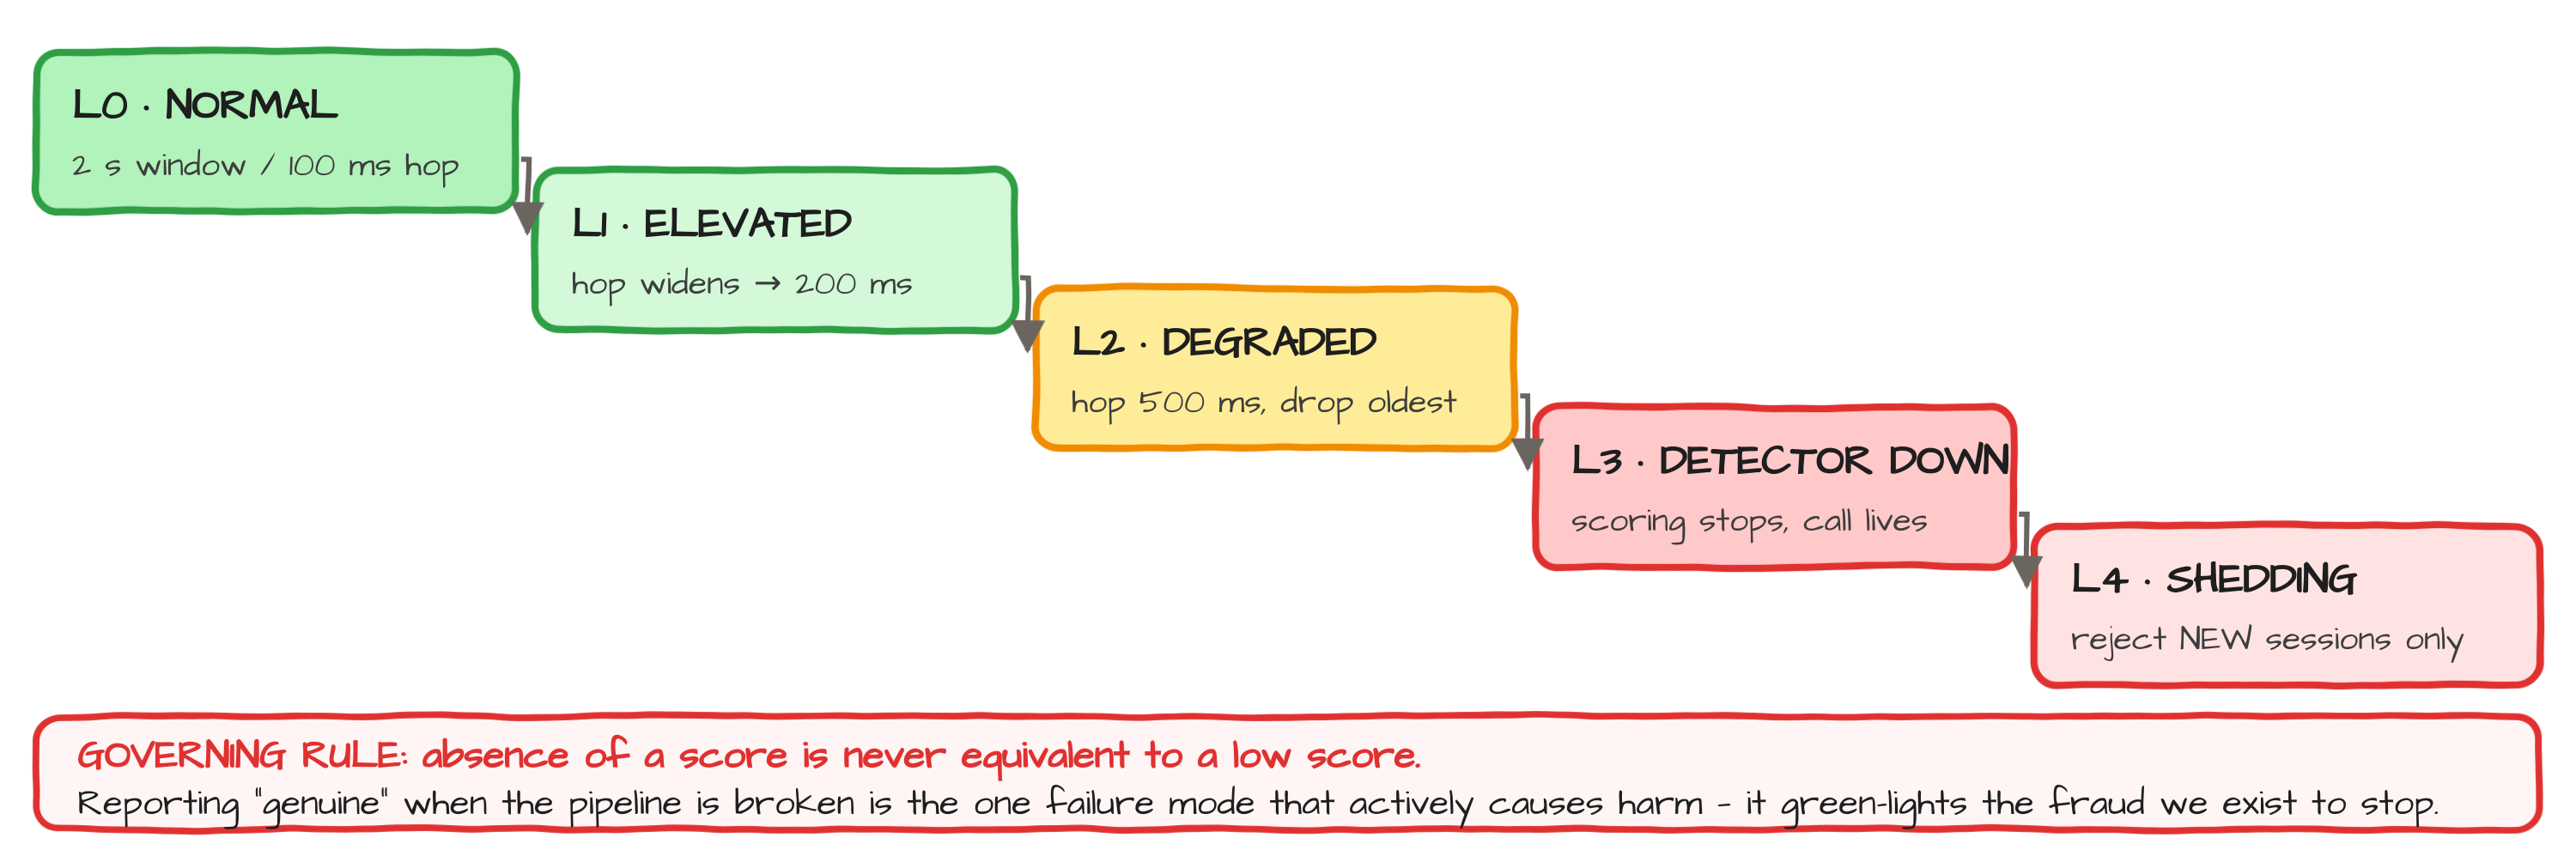 L0 · NORMAL
2 s window / 100 ms hop
L1 · ELEVATED
hop widens → 200 ms
L2 · DEGRADED
hop 500 ms, drop oldest
L3 · DETECTOR DOWN
scoring stops, call lives
L4 · SHEDDING
reject NEW sessions only
GOVERNING RULE: absence of a score is never equivalent to a low score.
Reporting "genuine" when the pipeline is broken is the one failure mode that actively causes harm - it green-lights the fraud we exist to stop.